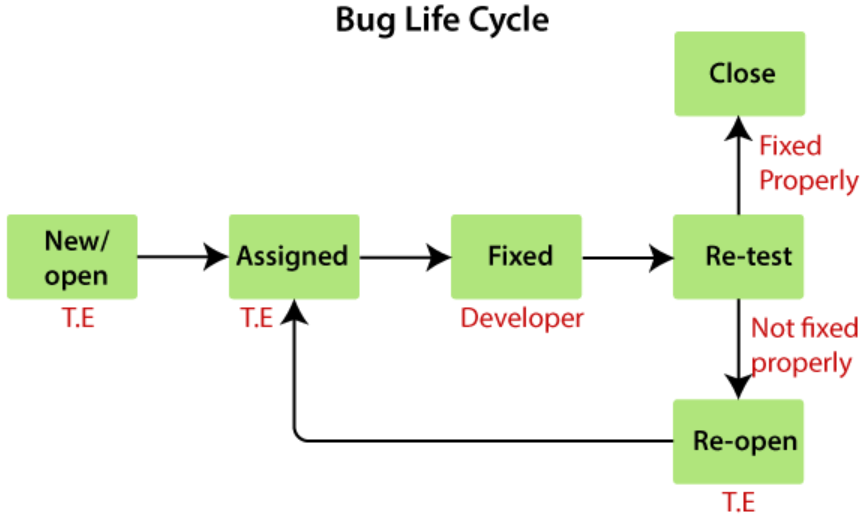 Bug Life Cycle
Close
Fixed
Properly
New/
open
Assigned
Fixed
Re-test
T.E
T.E
Developer
Not fixed
properly
Re-open
T.E